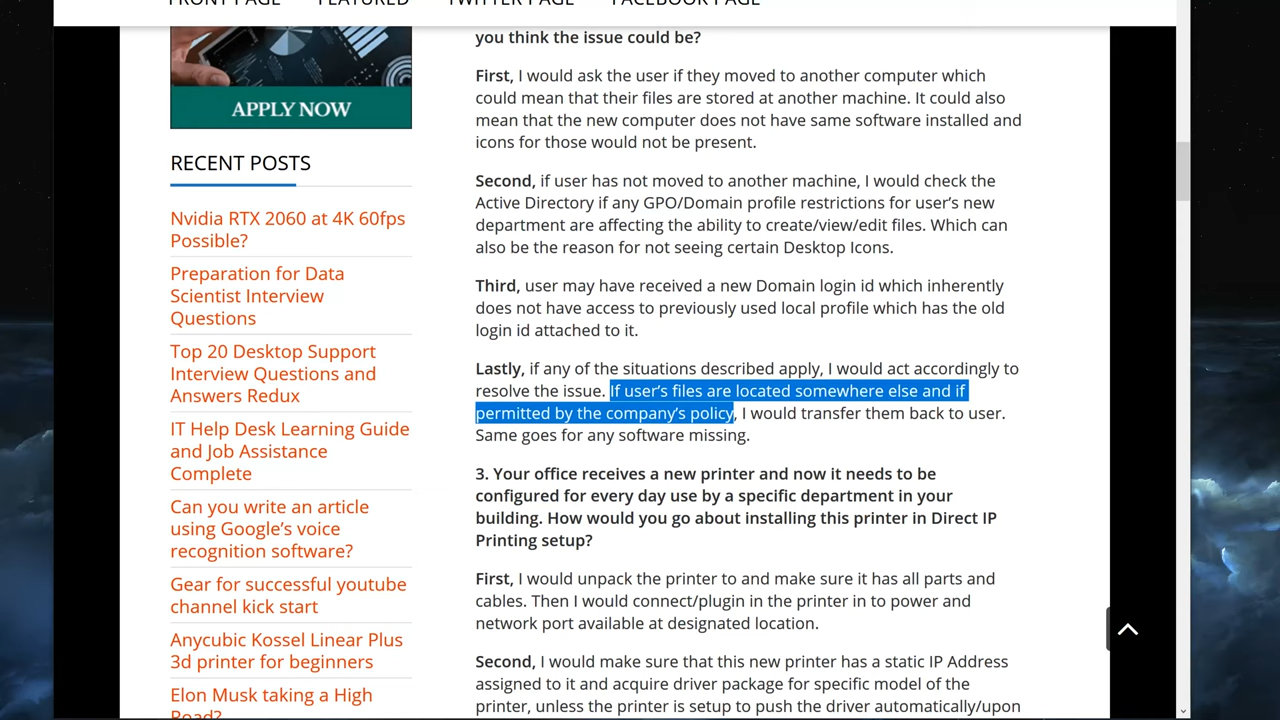 FRONT PAGE FEATURED TWITTER PAGE FACEBOOK PAGE
APPLY NOW
RECENT POSTS
Nvidia RTX 2060 at 4K 60fps
Possible?
Preparation for Data
Scientist Interview
Questions
Top 20 Desktop Support
Interview Questions and
Answers Redux
IT Help Desk Learning Guide
and Job Assistance
Complete
Can you write an article
using Google’s voice
recognition software?
Gear for successful youtube
channel kick start
Anycubic Kossel Linear Plus
3d printer for beginners
Elon Musk taking a High
Road?
you think the issue could be?
First, I would ask the user if they moved to another computer which
could mean that their files are stored at another machine. It could also
mean that the new computer does not have same software installed and
icons for those would not be present.
Second, if user has not moved to another machine, I would check the
Active Directory if any GPO/Domain profile restrictions for user’s new
department are affecting the ability to create/view/edit files. Which can
also be the reason for not seeing certain Desktop Icons.
Third, user may have received a new Domain login id which inherently
does not have access to previously used local profile which has the old
login id attached to it.
Lastly, if any of the situations described apply, I would act accordingly to
resolve the issue. If user’s files are located somewhere else and if
permitted by the company’s policy, I would transfer them back to user.
Same goes for any software missing.
3. Your office receives a new printer and now it needs to be
configured for every day use by a specific department in your
building. How would you go about installing this printer in Direct IP
Printing setup?
First, I would unpack the printer to and make sure it has all parts and
cables. Then I would connect/plugin in the printer in to power and
network port available at designated location.
Second, I would make sure that this new printer has a static IP Address
assigned to it and acquire driver package for specific model of the
printer, unless the printer is setup to push the driver automatically/upon